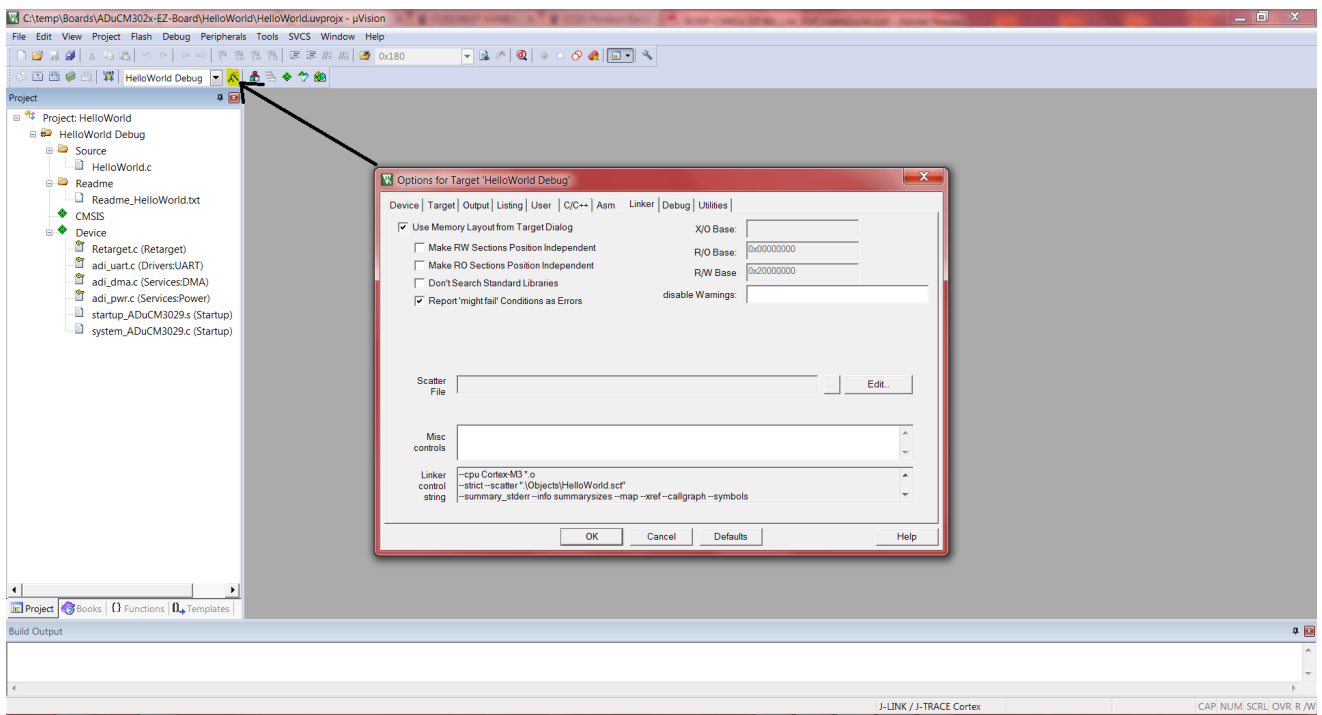 C:\temp\Boards\ADuCM302x-EZ-Board\HelloWorld\HelloWorld.uvprojx - µVision
File Edit View Project Flash Debug Peripherals Tools SVCS Window Help
0x180
HelloWorld Debug
Project
Project: HelloWorld
HelloWorld Debug
Source
HelloWorld.c
Readme
Readme_HelloWorld.txt
CMSIS
Device
Retarget.c (Retarget)
adi_uart.c (Drivers:UART)
adi_dma.c (Services:DMA)
adi_pwr.c (Services:Power)
startup_ADuCM3029.s (Startup)
system_ADuCM3029.c (Startup)
Options for Target 'HelloWorld Debug'
Device Target Output Listing User C/C++ Asm Linker Debug Utilities
Use Memory Layout from Target Dialog
X/O Base:
Make RW Sections Position Independent
R/O Base: 0x00000000
Make RO Sections Position Independent
R/W Base 0x20000000
Don't Search Standard Libraries
disable Warnings:
Report 'might fail' Conditions as Errors
Scatter
File
... Edit...
Misc
controls
Linker
control
string
--cpu Cortex-M3 *.o
--strict --scatter ".\Objects\HelloWorld.sct"
--summary_stderr --info summarysizes --map --xref --callgraph --symbols
OK Cancel Defaults Help
Project Books {} Functions Templates
Build Output
J-LINK / J-TRACE Cortex CAP NUM SCRL OVR R/W